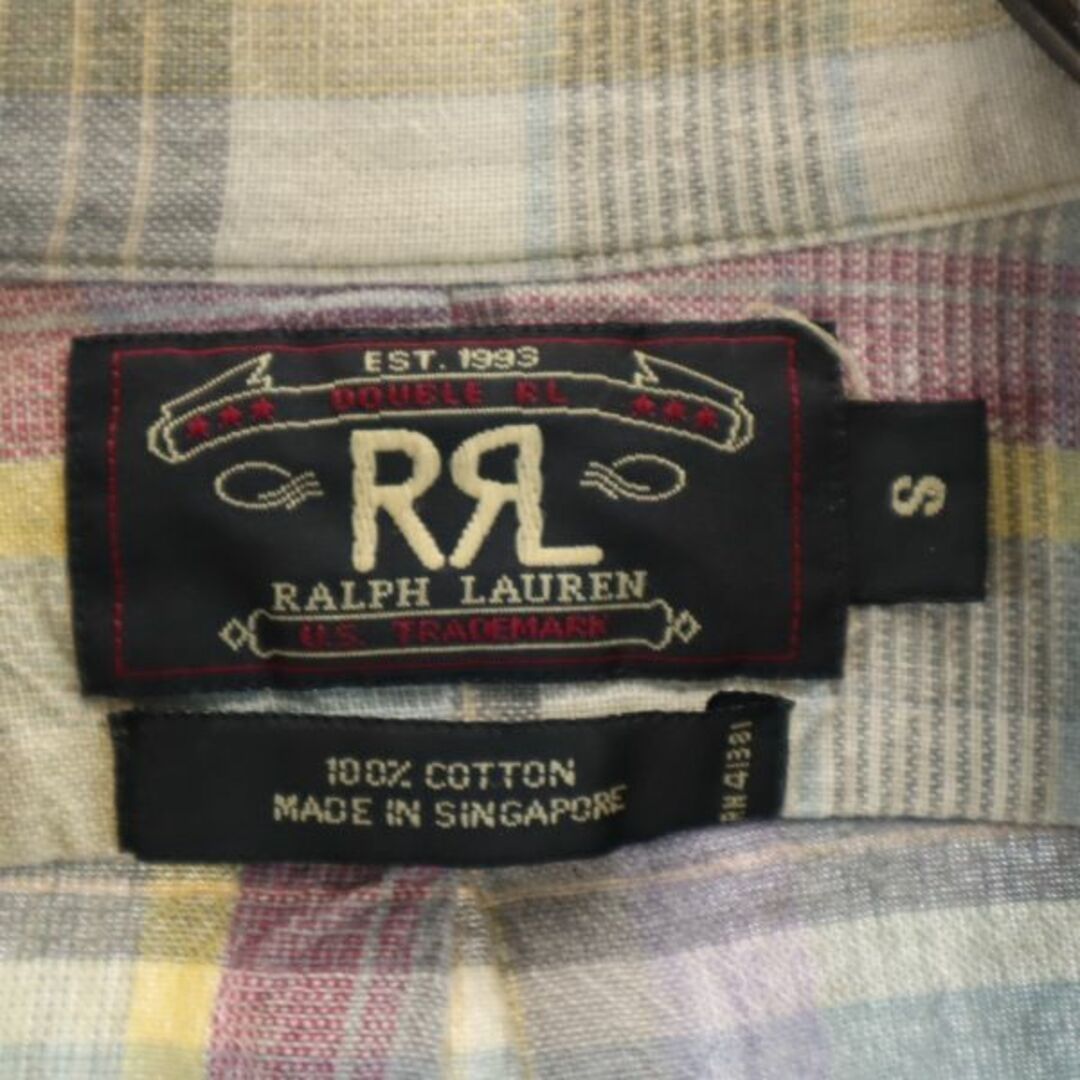 EST. 1993
DOUBLE RL
RRL
RALPH LAUREN
U.S. TRADEMARK
S
100% COTTON
MADE IN SINGAPORE
RN 41381